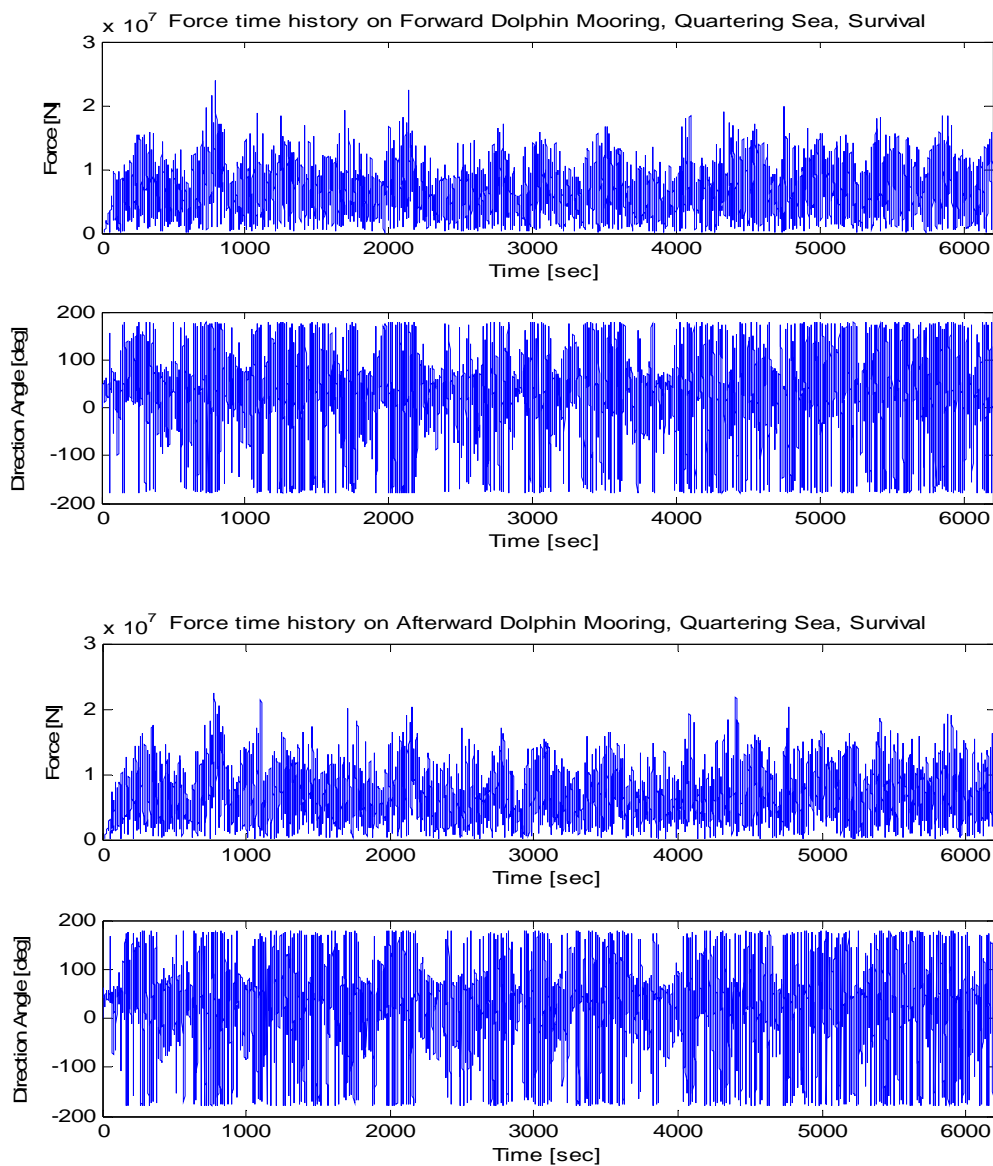 x 10^7 Force time history on Forward Dolphin Mooring, Quartering Sea, Survival
3
2
1
0
Force [N]
0 1000 2000 3000 4000 5000 6000
Time [sec]
200
100
0
-100
-200
Direction Angle [deg]
0 1000 2000 3000 4000 5000 6000
Time [sec]
x 10^7 Force time history on Afterward Dolphin Mooring, Quartering Sea, Survival
3
2
1
0
Force [N]
0 1000 2000 3000 4000 5000 6000
Time [sec]
200
100
0
-100
-200
Direction Angle [deg]
0 1000 2000 3000 4000 5000 6000
Time [sec]